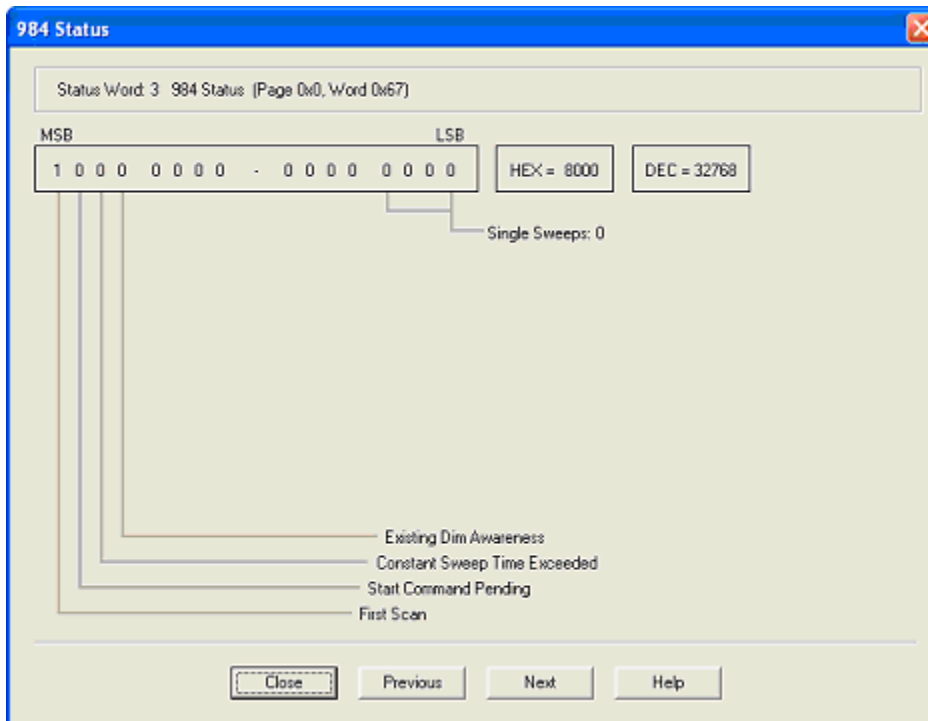 984 Status
Status Word: 3 984 Status (Page 0x0, Word 0x67)
MSB LSB
1 0 0 0 0 0 0 0 - 0 0 0 0 0 0 0 0 HEX = 8000 DEC = 32768
Single Sweeps: 0
Existing Dim Awareness
Constant Sweep Time Exceeded
Start Command Pending
First Scan
Close Previous Next Help